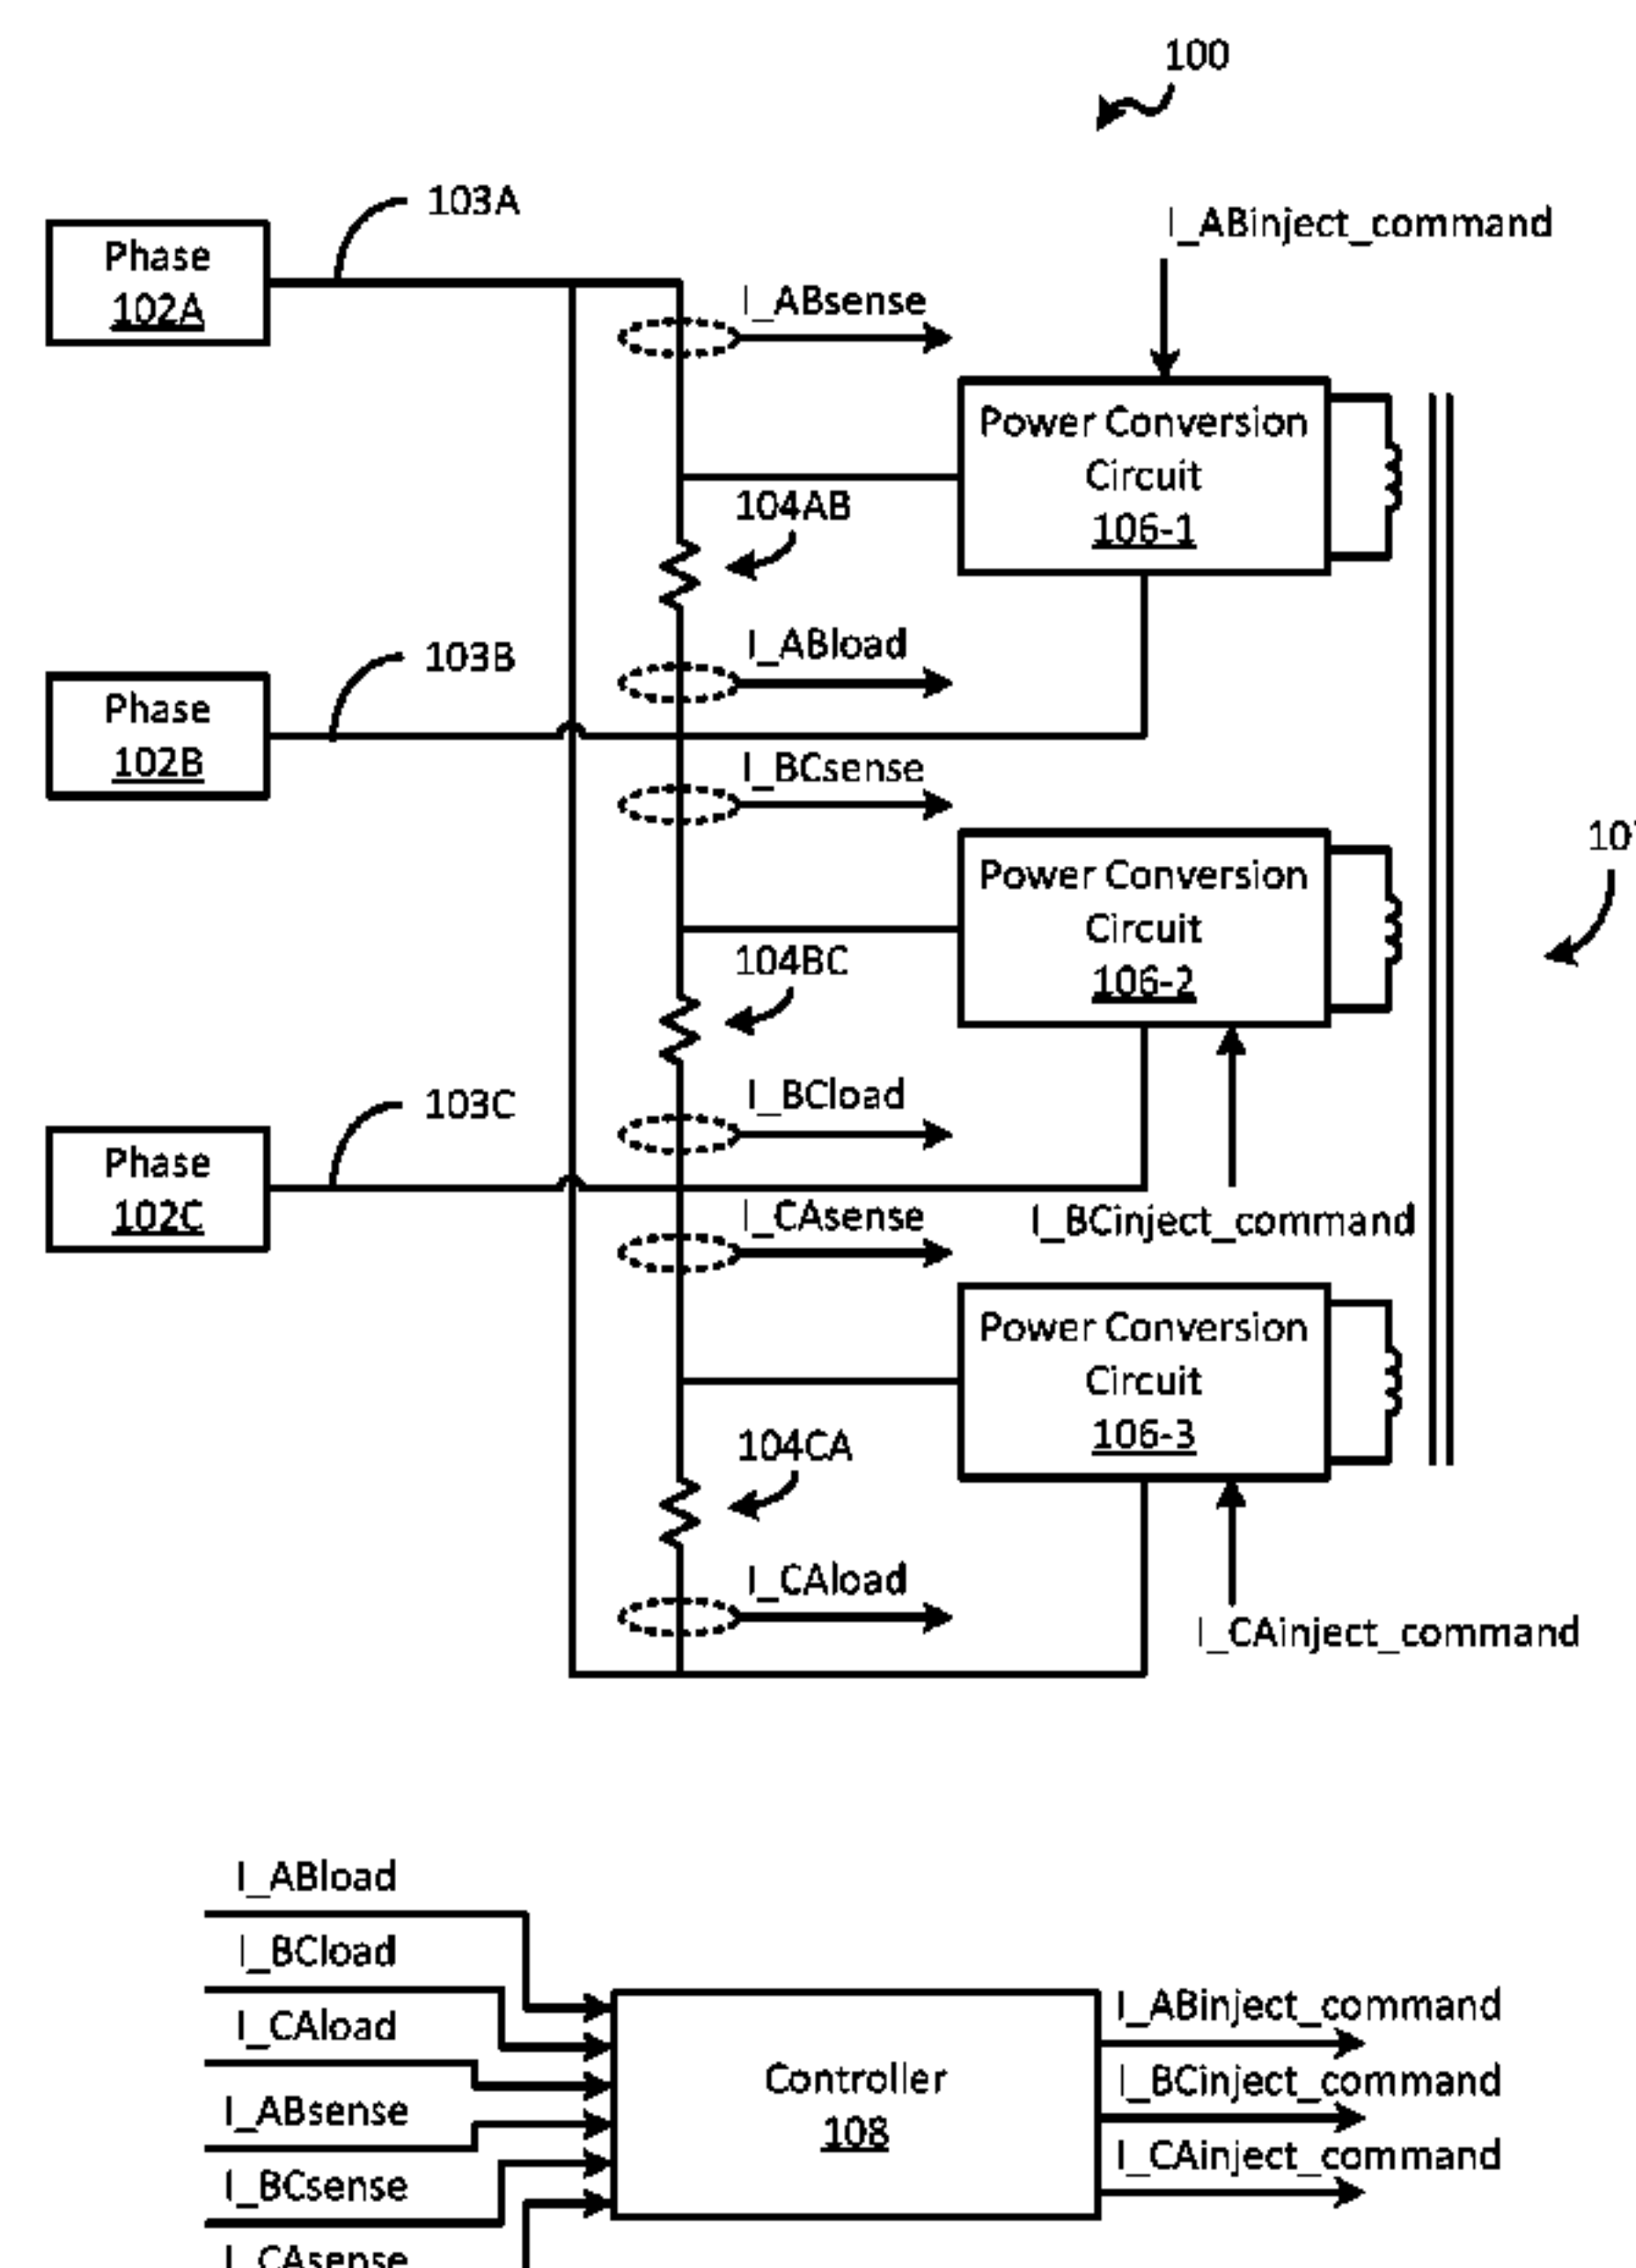 100
103A
I_ABinject_command
Phase
102A
I_ABsense
Power Conversion
Circuit
106-1
104AB
I_ABload
103B
Phase
102B
I_BCsense
Power Conversion
Circuit
106-2
104BC
I_BCload
103C
Phase
102C
I_CAsense
I_BCinject_command
Power Conversion
Circuit
106-3
104CA
I_CAload
I_CAinject_command
I_ABload
I_BCload
I_CAload
I_ABsense
I_BCsense
I_CAsense
Controller
108
I_ABinject_command
I_BCinject_command
I_CAinject_command